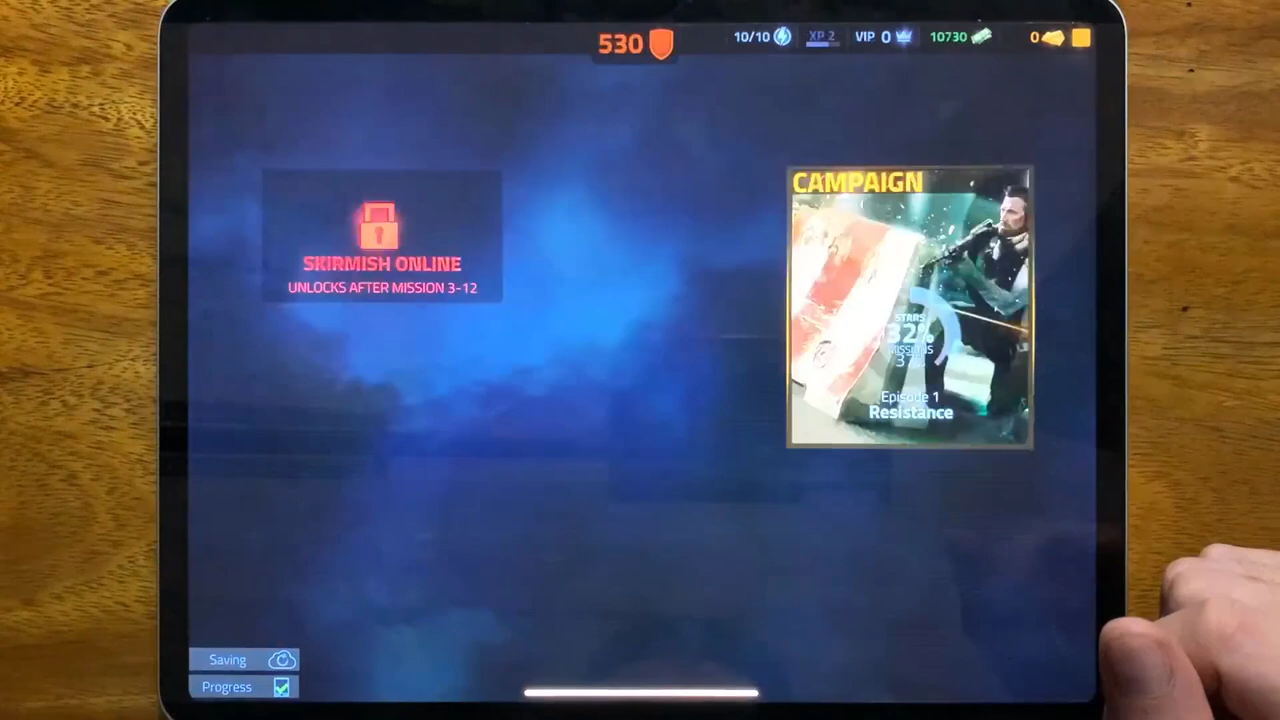 530
10/10
XP 2
VIP 0
10730
0
CAMPAIGN
SKIRMISH ONLINE
UNLOCKS AFTER MISSION 3-12
STARS
32%
MISSIONS
Episode 1
Resistance
Saving
Progress